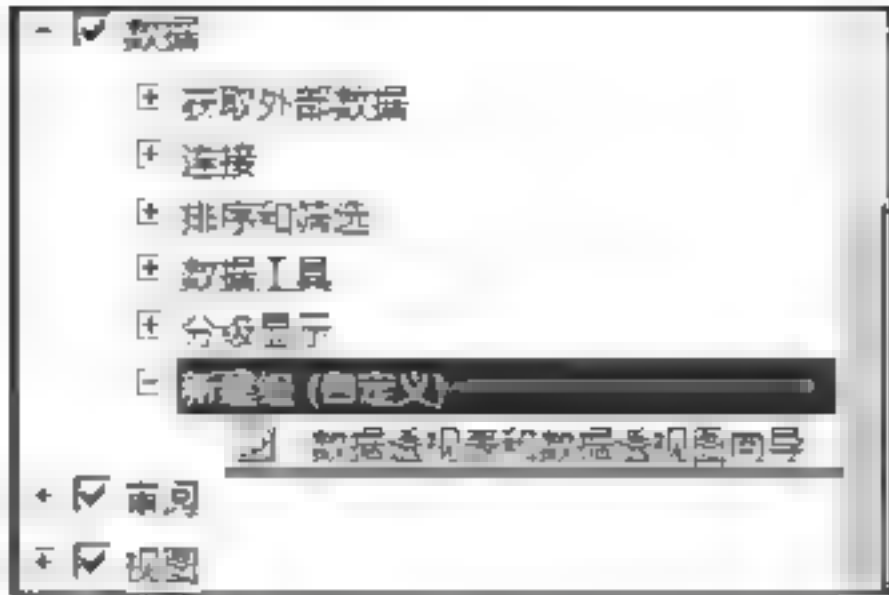 数据
获取外部数据
连接
排序和筛选
数据工具
分级显示
新建组 (自定义)
数据透视表和数据透视图向导
审阅
视图